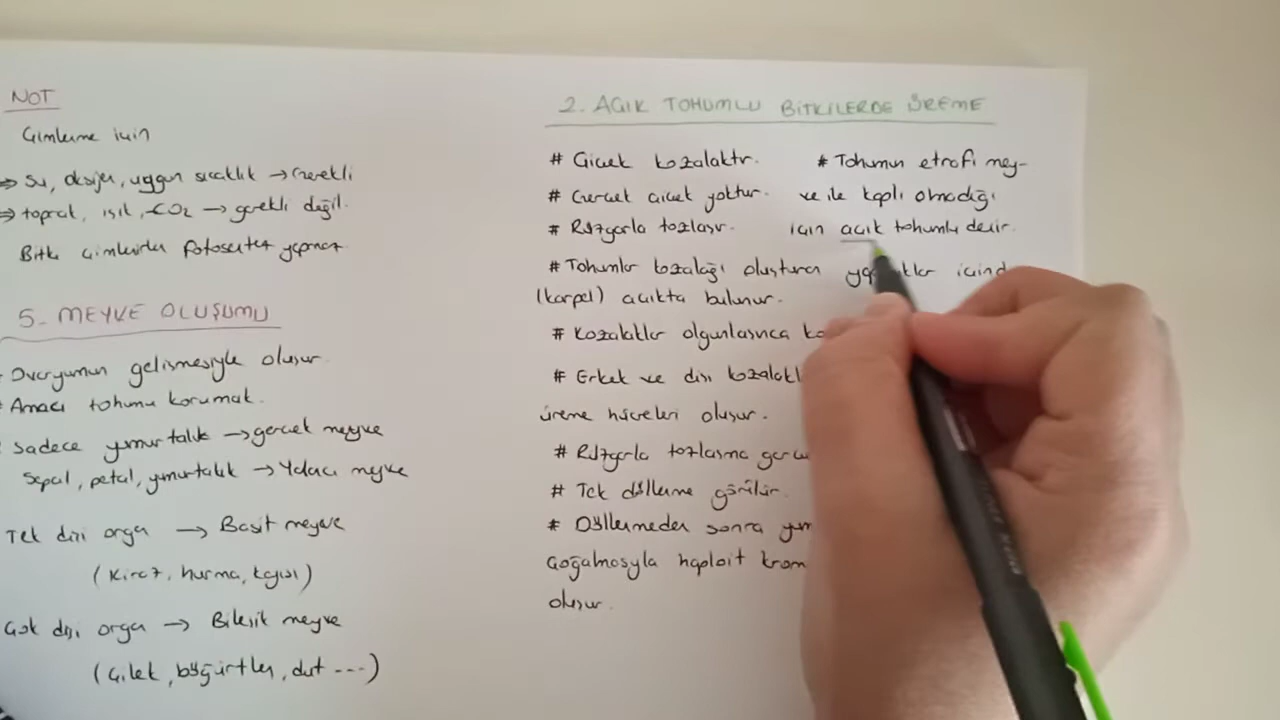 NOT
Çimlenme için
⇒ Su, oksijen, uygun sıcaklık → Gerekli
⇒ toprak, ışık, CO2 → gerekli değil.
Bitki çimlenirken fotosentez yapmaz
5. MEYVE OLUŞUMU
Ovaryumun gelişmesiyle oluşur.
# Amacı tohumu korumak.
Sadece yumurtalık → gerçek meyve
Sepal, petal, yumurtalık → Yalancı meyve
Tek dişi organ → Basit meyve
(Kiraz, hurma, kayısı)
Çok dişi organ → Bileşik meyve
(Çilek, böğürtlen, dut ---)
2. AÇIK TOHUMLU BİTKİLERDE ÜREME
# Çiçek kozalaktır.
# Gerçek çiçek yoktur.
# Rüzgarla tozlaşır.
# Tohumun etrafı mey-
ve ile kaplı olmadığı
için açık tohumlu denir.
# Tohumlar kozalağı oluşturan
(karpel) açıkta bulunur.
# Kozalaklar olgunlaşınca
# Erkek ve dişi
üreme hücreleri oluşur.
# Rüzgarla tozlaşma
# Tek döllenme görülür.
# Döllenmeden sonra
çoğalmasıyla haploit
oluşur.